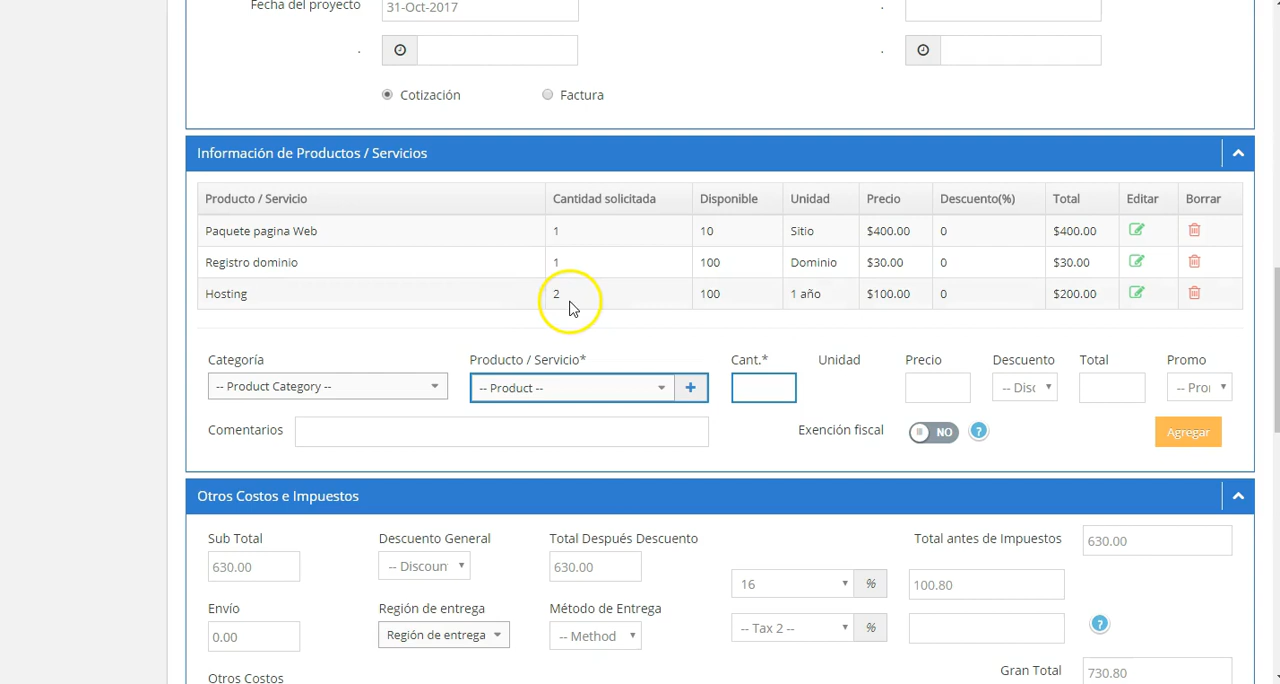 Fecha del proyecto 31-Oct-2017 .
. .
Cotización Factura
Información de Productos / Servicios
Producto / Servicio Cantidad solicitada Disponible Unidad Precio Descuento(%) Total Editar Borrar
Paquete pagina Web 1 10 Sitio $400.00 0 $400.00
Registro dominio 1 100 Dominio $30.00 0 $30.00
Hosting 2 100 1 año $100.00 0 $200.00
Categoría Producto / Servicio* Cant.* Unidad Precio Descuento Total Promo
-- Product Category -- -- Product -- + -- Disc -- Pro
Comentarios Exención fiscal NO ? Agregar
Otros Costos e Impuestos
Sub Total Descuento General Total Después Descuento Total antes de Impuestos 630.00
630.00 -- Discoun 630.00 16 % 100.80
Envío Región de entrega Método de Entrega
0.00 Región de entrega -- Method -- Tax 2 -- % ?
Otros Costos Gran Total 730.80